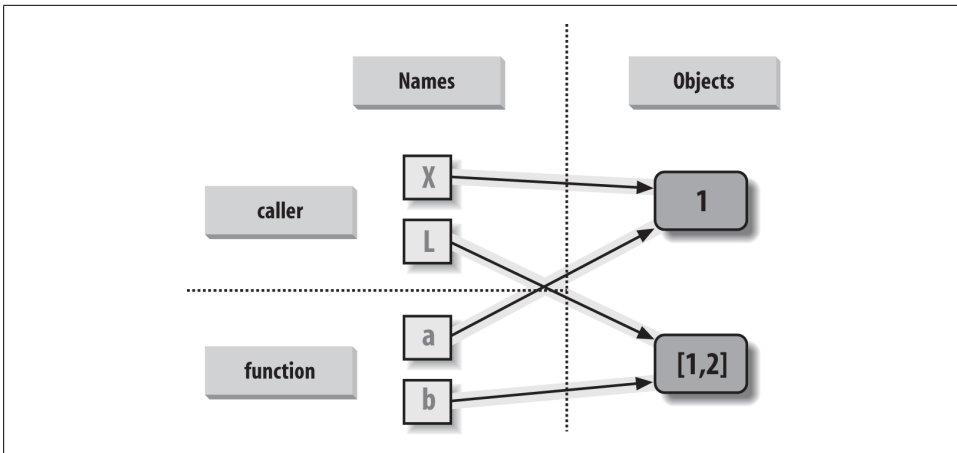 Names
Objects
X
1
caller
L
a
[1,2]
function
b